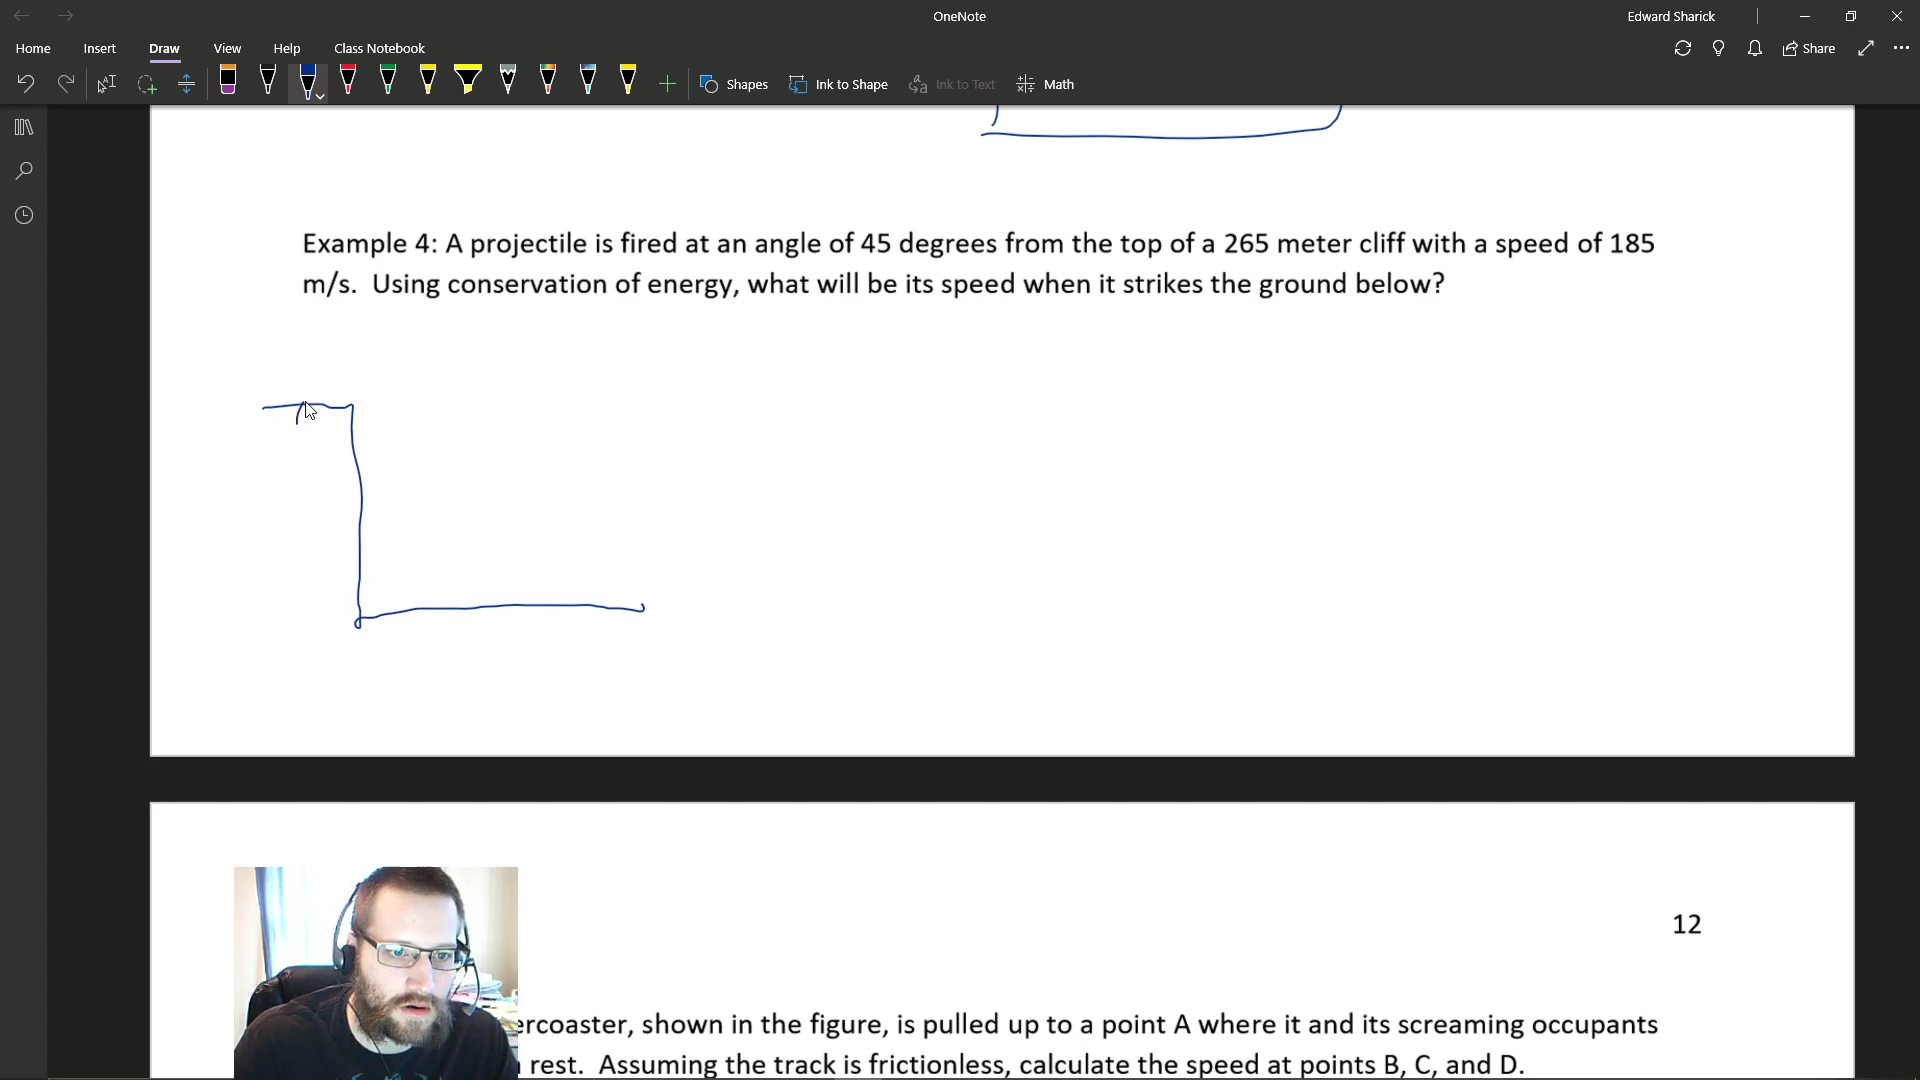 OneNote
Edward Sharick
Home Insert Draw View Help Class Notebook
Share
Shapes Ink to Shape Ink to Text Math
Example 4: A projectile is fired at an angle of 45 degrees from the top of a 265 meter cliff with a speed of 185
m/s. Using conservation of energy, what will be its speed when it strikes the ground below?
12
ercoaster, shown in the figure, is pulled up to a point A where it and its screaming occupants
rest. Assuming the track is frictionless, calculate the speed at points B, C, and D.